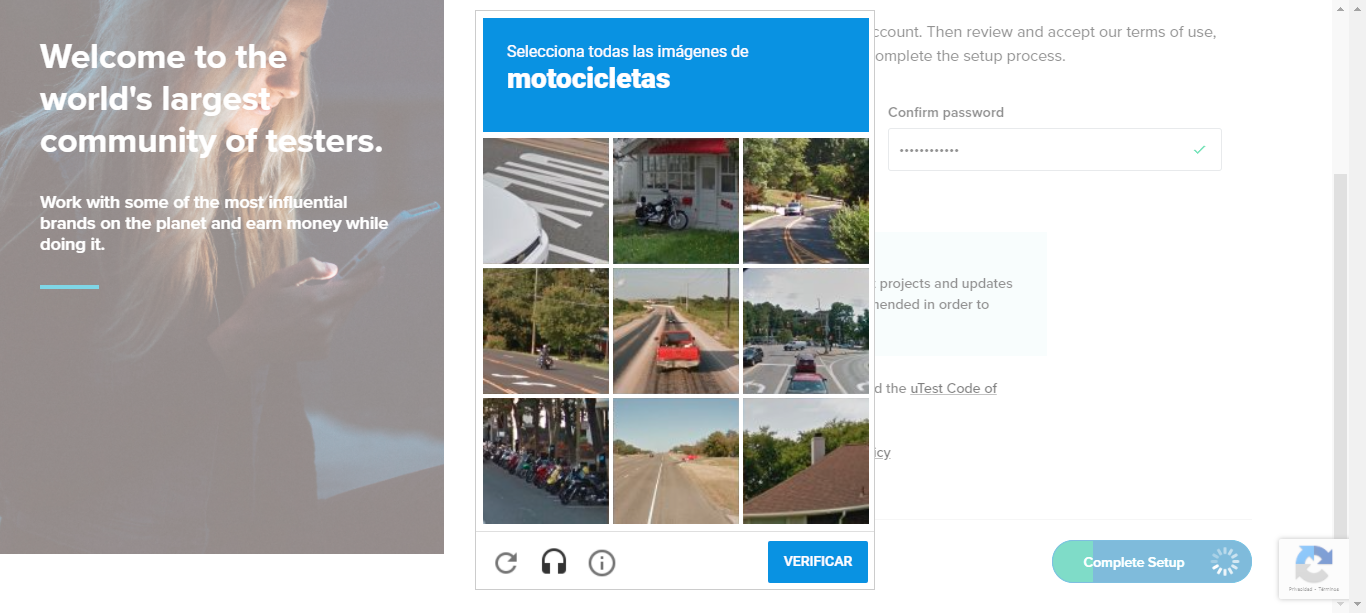 Welcome to the
world's largest
community of testers.
Work with some of the most influential
brands on the planet and earn money while
doing it.
Selecciona todas las imágenes de
motocicletas
VERIFICAR
ccount. Then review and accept our terms of use,
omplete the setup process.
Confirm password
••••••••••••
projects and updates
nended in order to
d the uTest Code of
icy
Complete Setup
Privacidad - Términos